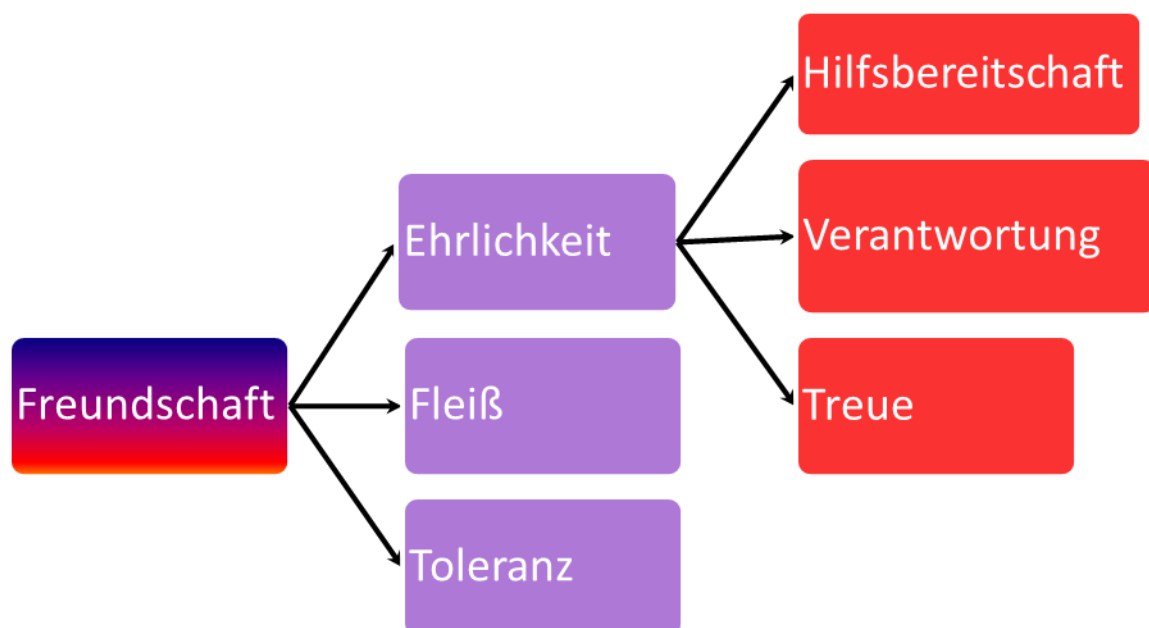 Freundschaft
Ehrlichkeit
Fleiß
Toleranz
Hilfsbereitschaft
Verantwortung
Treue